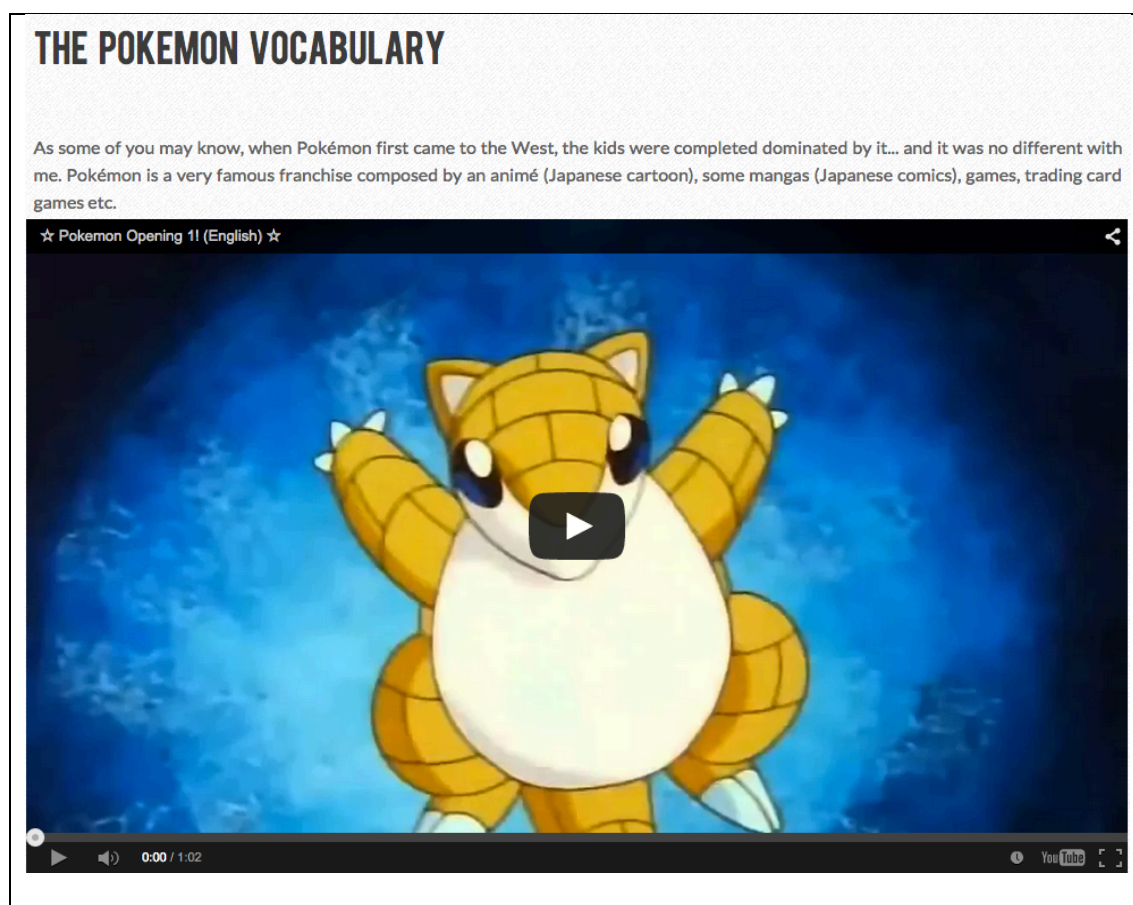 THE POKEMON VOCABULARY
As some of you may know, when Pokémon first came to the West, the kids were completed dominated by it... and it was no different with
me. Pokémon is a very famous franchise composed by an animé (Japanese cartoon), some mangas (Japanese comics), games, trading card
games etc.
☆ Pokemon Opening 1! (English) ☆
0:00 / 1:02 YouTube